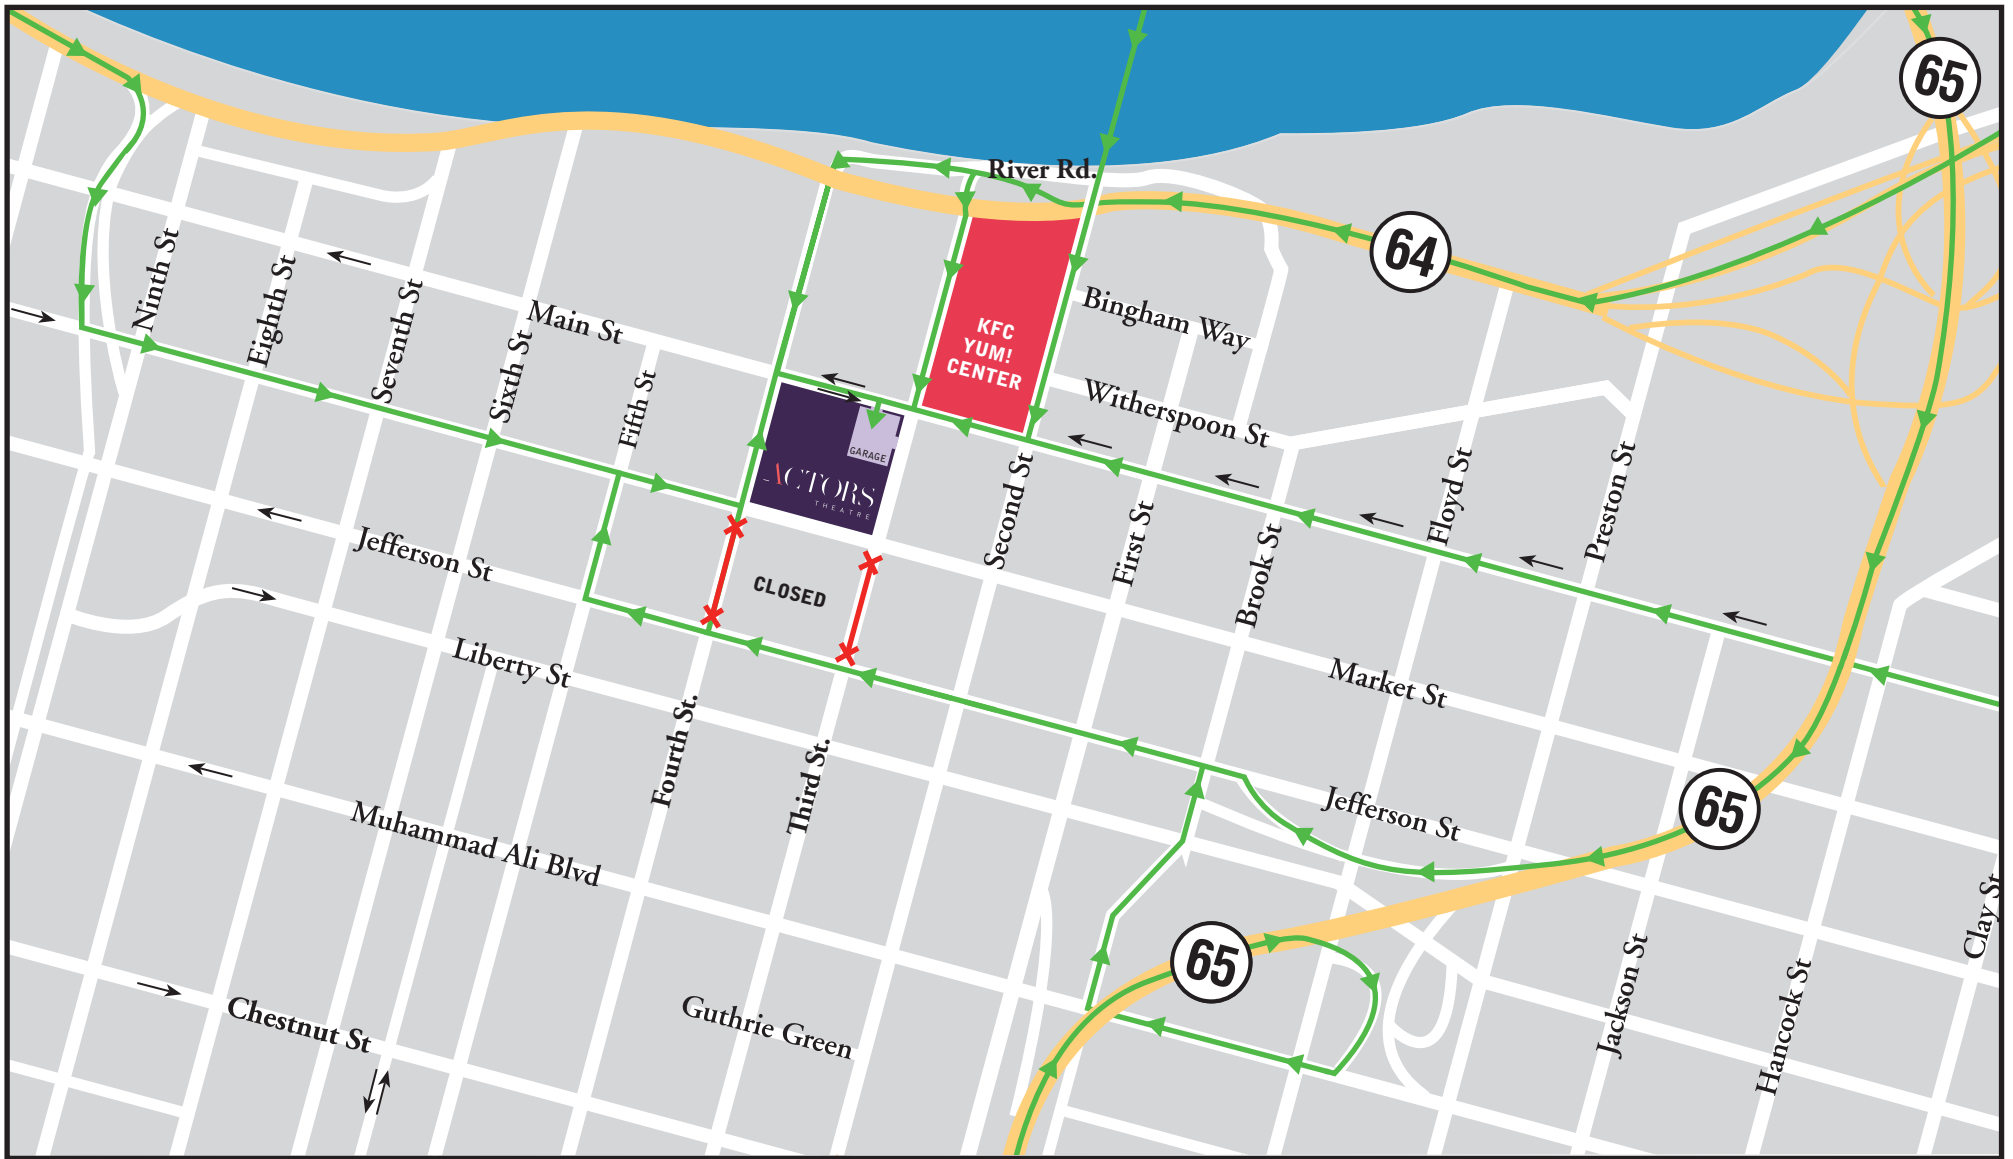 65
River Rd.
64
Ninth St
Eighth St
Seventh St
Sixth St
Fifth St
Main St
Bingham Way
KFC
YUM!
CENTER
Witherspoon St
GARAGE
ACTORS
THEATRE
Second St
First St
Brook St
Floyd St
Preston St
Jefferson St
CLOSED
Liberty St
Market St
Fourth St.
Third St.
Jefferson St
65
Muhammad Ali Blvd
65
Clay St
Jackson St
Hancock St
Chestnut St
Guthrie Green